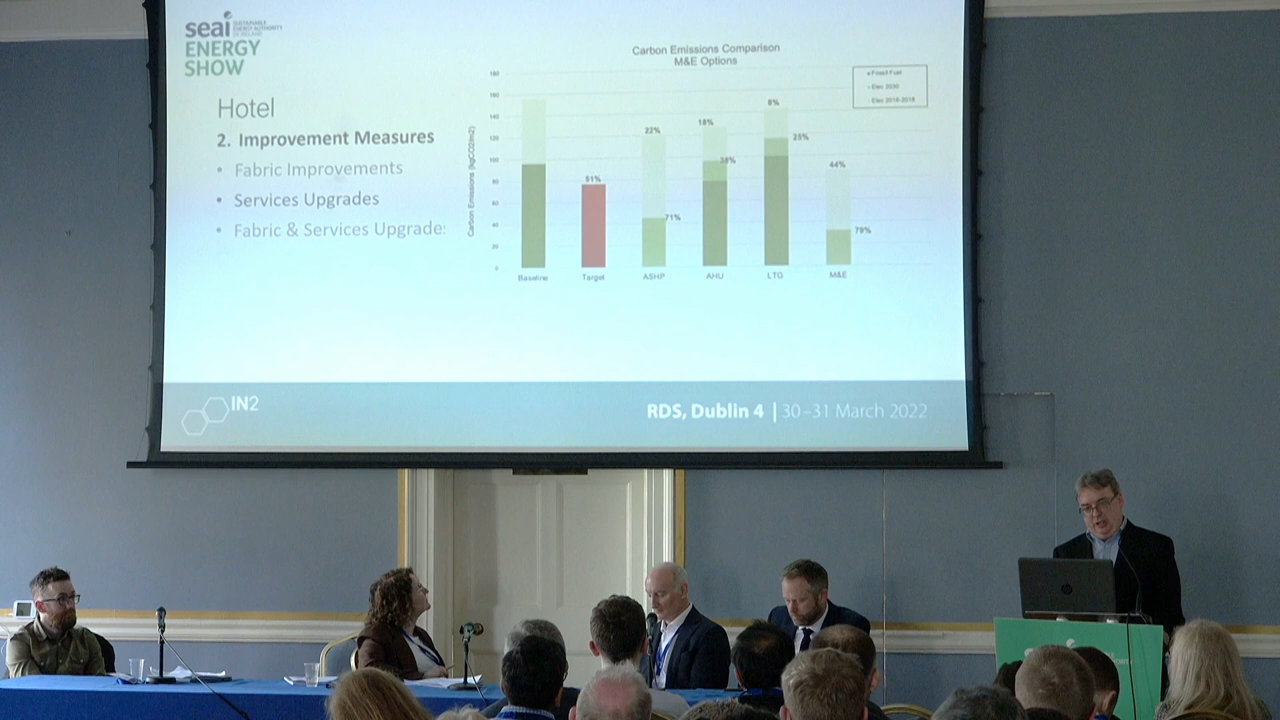 seai SUSTAINABLE
ENERGY AUTHORITY
OF IRELAND
ENERGY
SHOW
Hotel
2. Improvement Measures
• Fabric Improvements
• Services Upgrades
• Fabric & Services Upgrade
Carbon Emissions Comparison
M&E Options
Fossil Fuel
Elec 2030
Elec 2018-2019
Carbon Emissions (kgCO2/m2)
180
160
140
120
100
80
60
40
20
0
51%
22%
71%
18%
38%
8%
25%
44%
79%
Baseline Target ASHP AHU LTG M&E
IN2
RDS, Dublin 4 | 30-31 March 2022